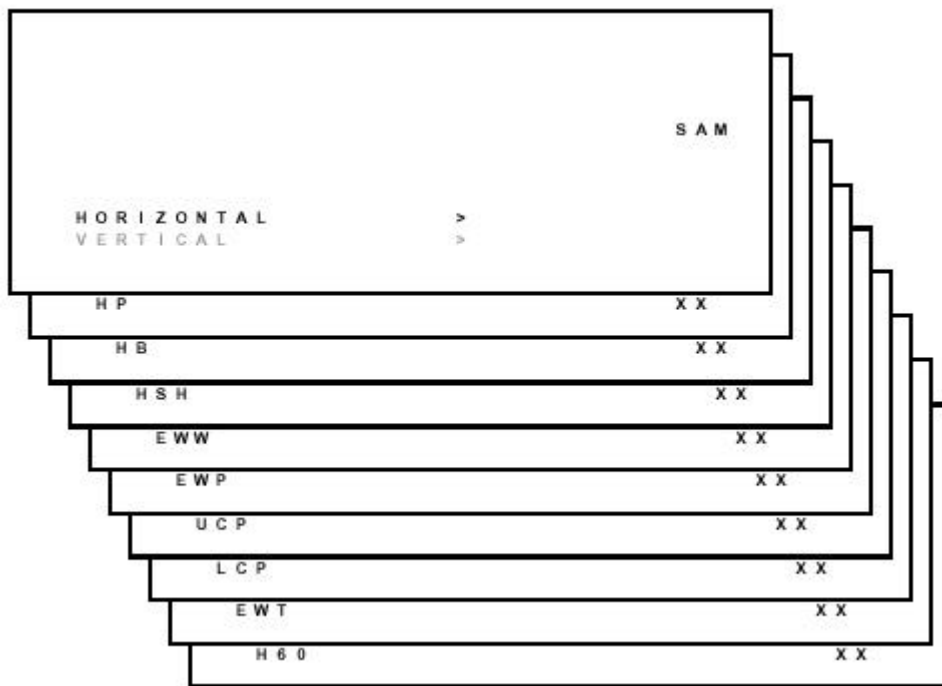 SAM
HORIZONTAL >
VERTICAL >
HP XX
HB XX
HSH XX
EWW XX
EWP XX
UCP XX
LCP XX
EWT XX
H60 XX